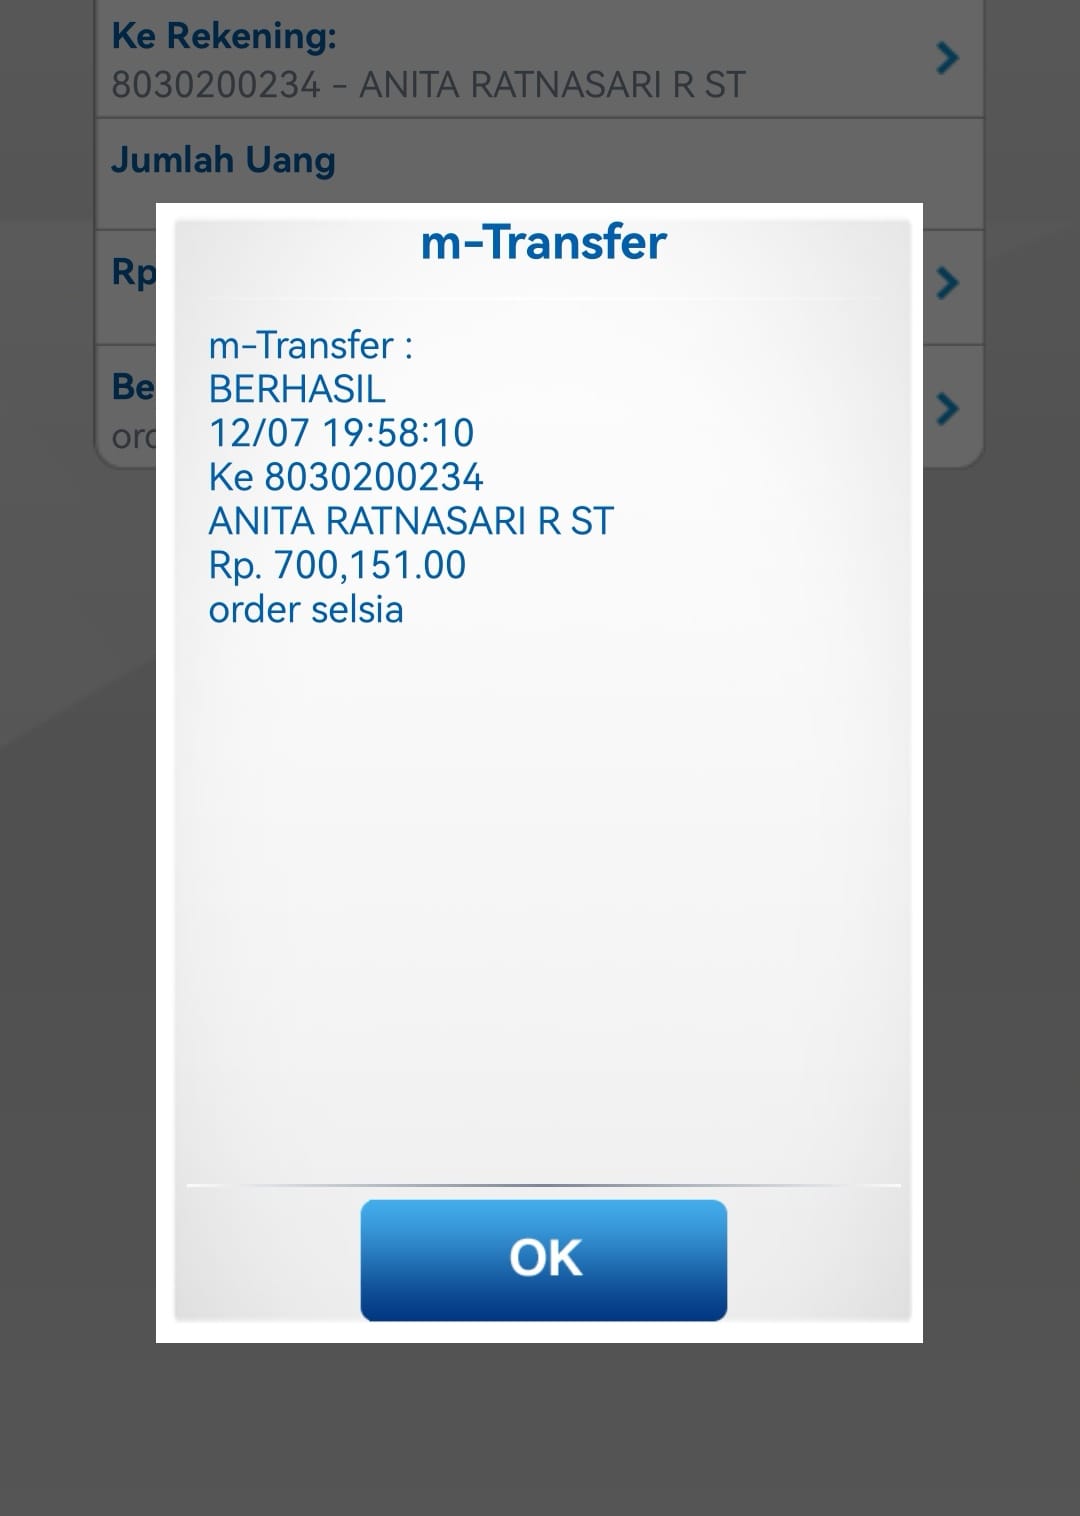 Ke Rekening:
8030200234 - ANITA RATNASARI R ST
Jumlah Uang
m-Transfer
Rp
m-Transfer :
BERHASIL
Be
12/07 19:58:10
Ke 8030200234
ANITA RATNASARI R ST
Rp. 700,151.00
order selsia
OK